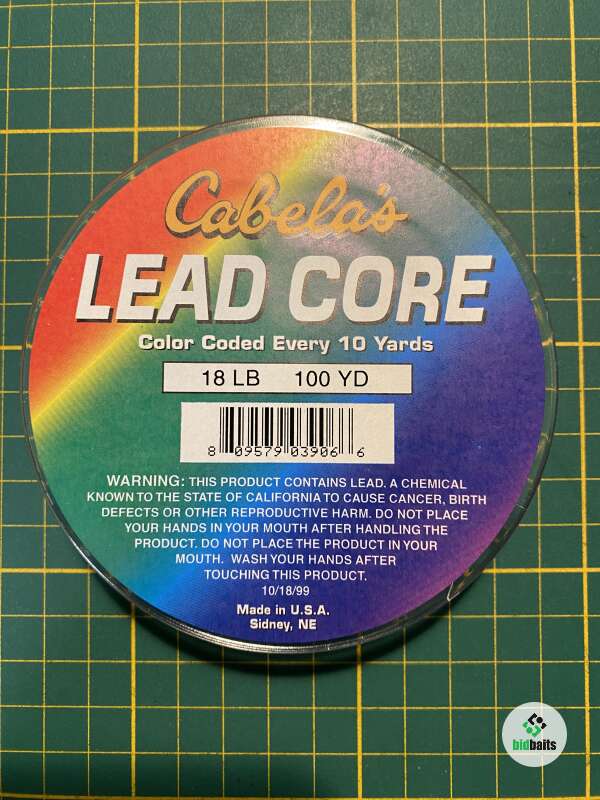 Cabela's
LEAD CORE
Color Coded Every 10 Yards
18 LB 100 YD
8 09579 03906 6
WARNING: THIS PRODUCT CONTAINS LEAD. A CHEMICAL
KNOWN TO THE STATE OF CALIFORNIA TO CAUSE CANCER, BIRTH
DEFECTS OR OTHER REPRODUCTIVE HARM. DO NOT PLACE
YOUR HANDS IN YOUR MOUTH AFTER HANDLING THE
PRODUCT. DO NOT PLACE THE PRODUCT IN YOUR
MOUTH. WASH YOUR HANDS AFTER
TOUCHING THIS PRODUCT.
10/18/99
Made in U.S.A.
Sidney, NE
bidbaits